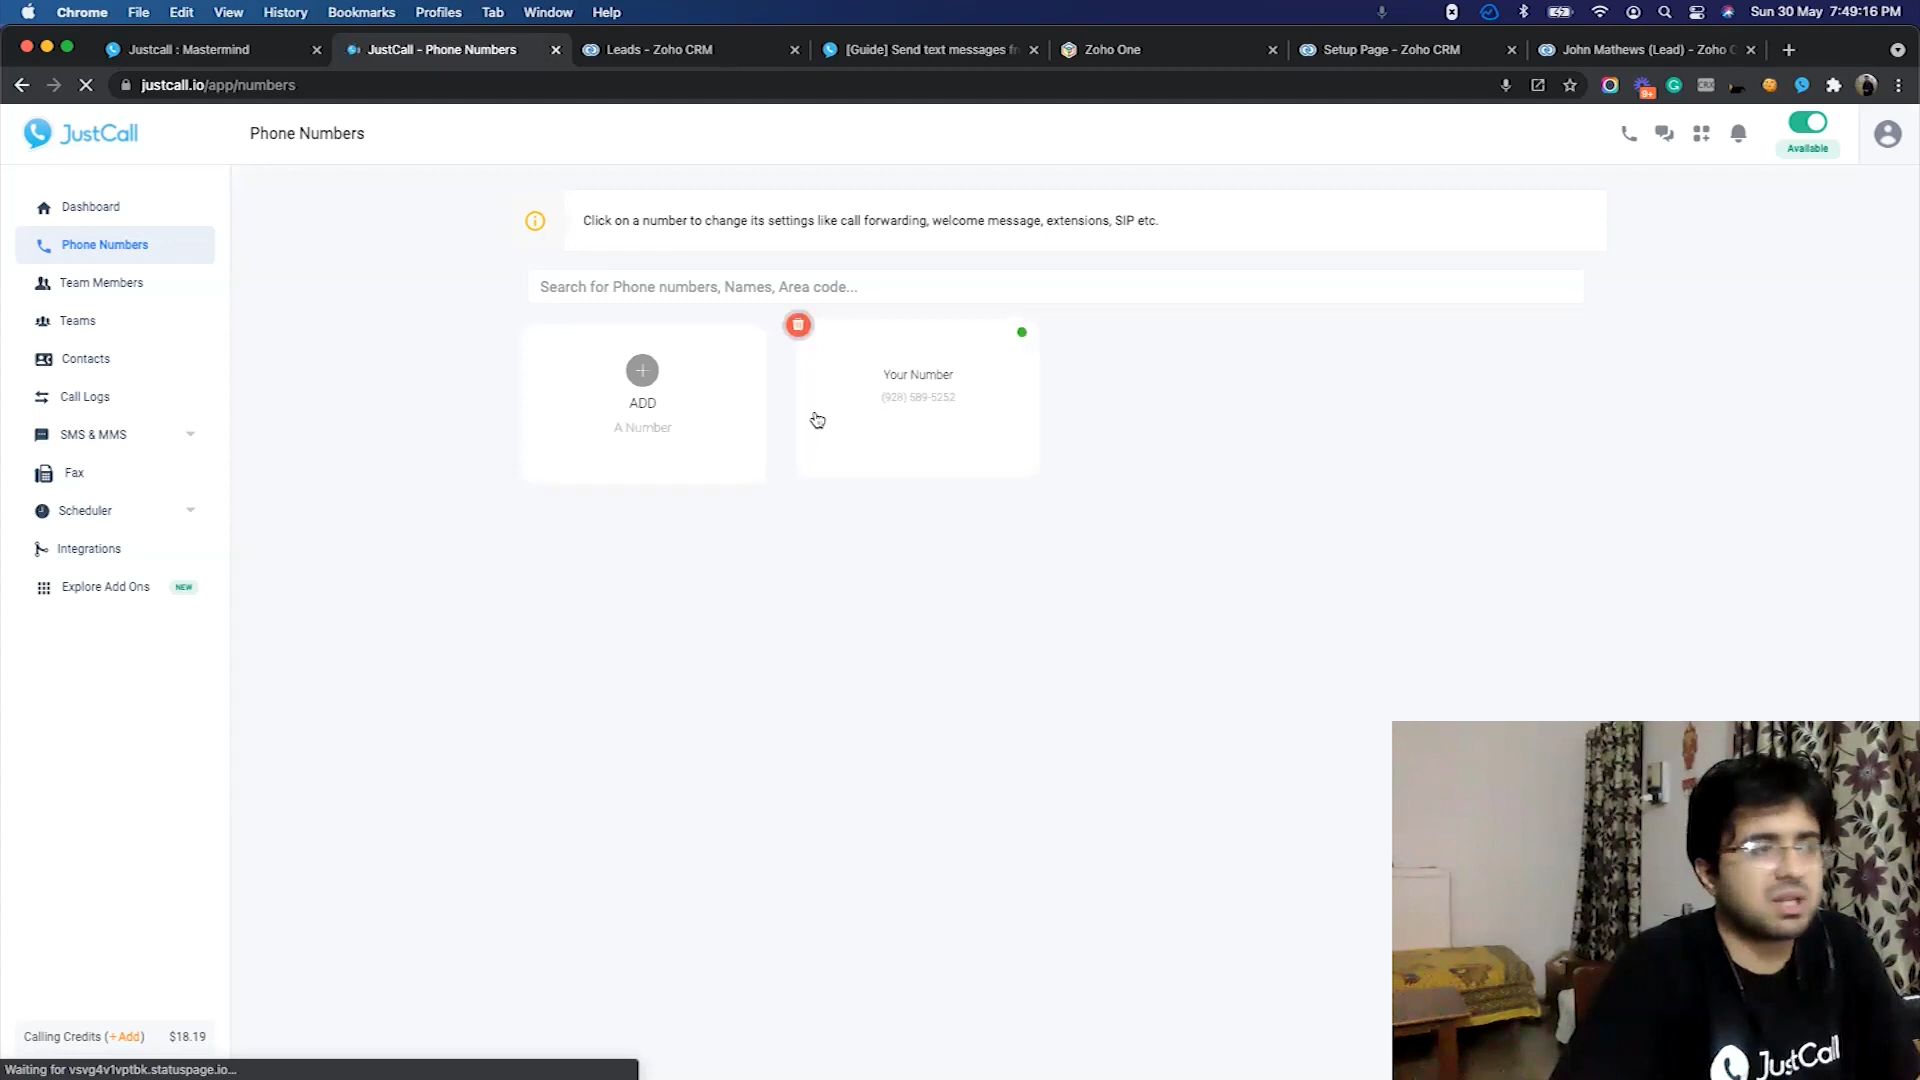 Chrome File Edit View History Bookmarks Profiles Tab Window Help Sun 30 May 7:49:16 PM
Justcall : Mastermind JustCall - Phone Numbers Leads - Zoho CRM [Guide] Send text messages fr Zoho One Setup Page - Zoho CRM John Mathews (Lead) - Zoho C
justcall.io/app/numbers 9+
JustCall Phone Numbers
Available
Dashboard
Phone Numbers
Team Members
Teams
Contacts
Call Logs
SMS & MMS
Fax
Scheduler
Integrations
Explore Add Ons NEW
Click on a number to change its settings like call forwarding, welcome message, extensions, SIP etc.
Search for Phone numbers, Names, Area code...
ADD
A Number
Your Number
(928) 589-5252
Calling Credits (+Add) $18.19
Waiting for vsvg4v1vptbk.statuspage.io...
JustCall